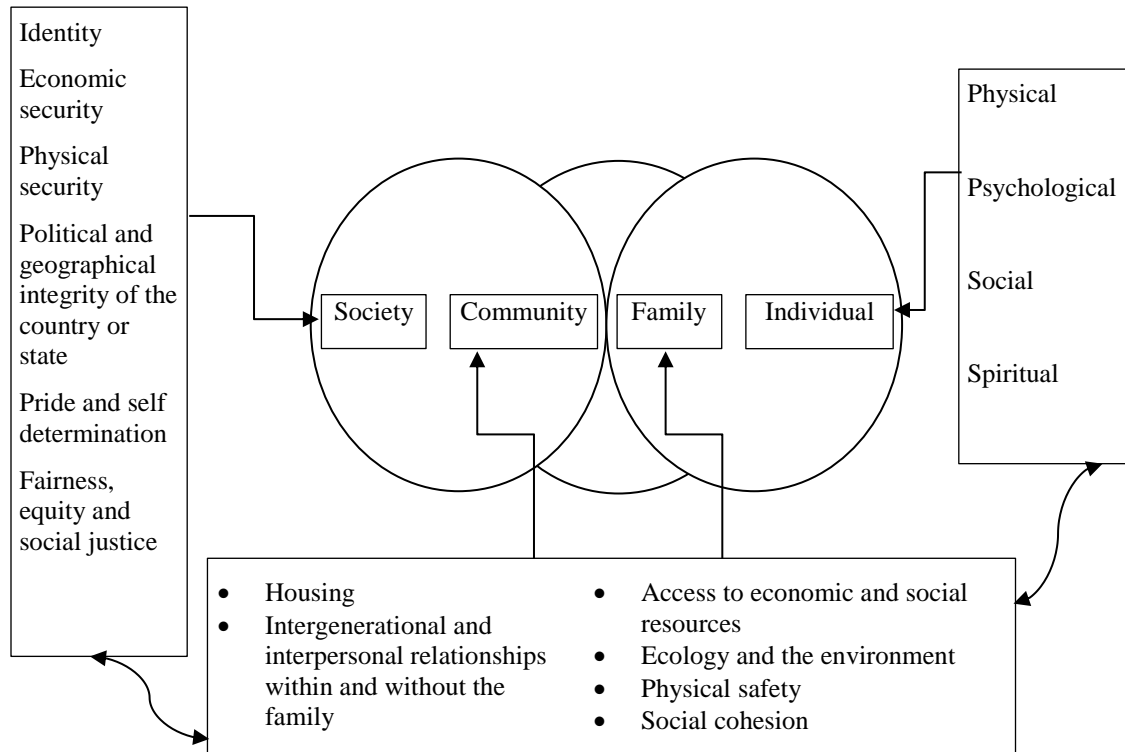 Identity
Economic
security
Physical
security
Political and
geographical
integrity of the
country or
state
Pride and self
determination
Fairness,
equity and
social justice
Society
Community
Family
Individual
Physical
Psychological
Social
Spiritual
• Housing
• Intergenerational and
interpersonal relationships
within and without the
family
• Access to economic and social
resources
• Ecology and the environment
• Physical safety
• Social cohesion